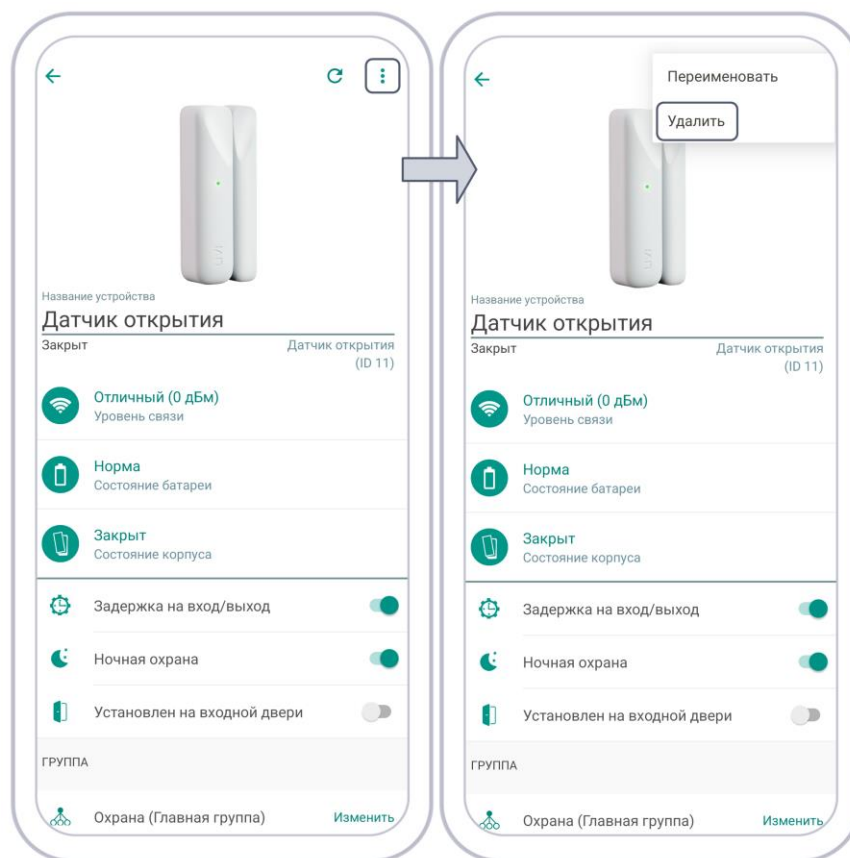 Название устройства
Датчик открытия
Закрыт
Датчик открытия
(ID 11)
Отличный (0 дБм)
Уровень связи
Норма
Состояние батареи
Закрыт
Состояние корпуса
Задержка на вход/выход
Ночная охрана
Установлен на входной двери
ГРУППА
Охрана (Главная группа)
Изменить
Переименовать
Удалить
Название устройства
Датчик открытия
Закрыт
Датчик открытия
(ID 11)
Отличный (0 дБм)
Уровень связи
Норма
Состояние батареи
Закрыт
Состояние корпуса
Задержка на вход/выход
Ночная охрана
Установлен на входной двери
ГРУППА
Охрана (Главная группа)
Изменить